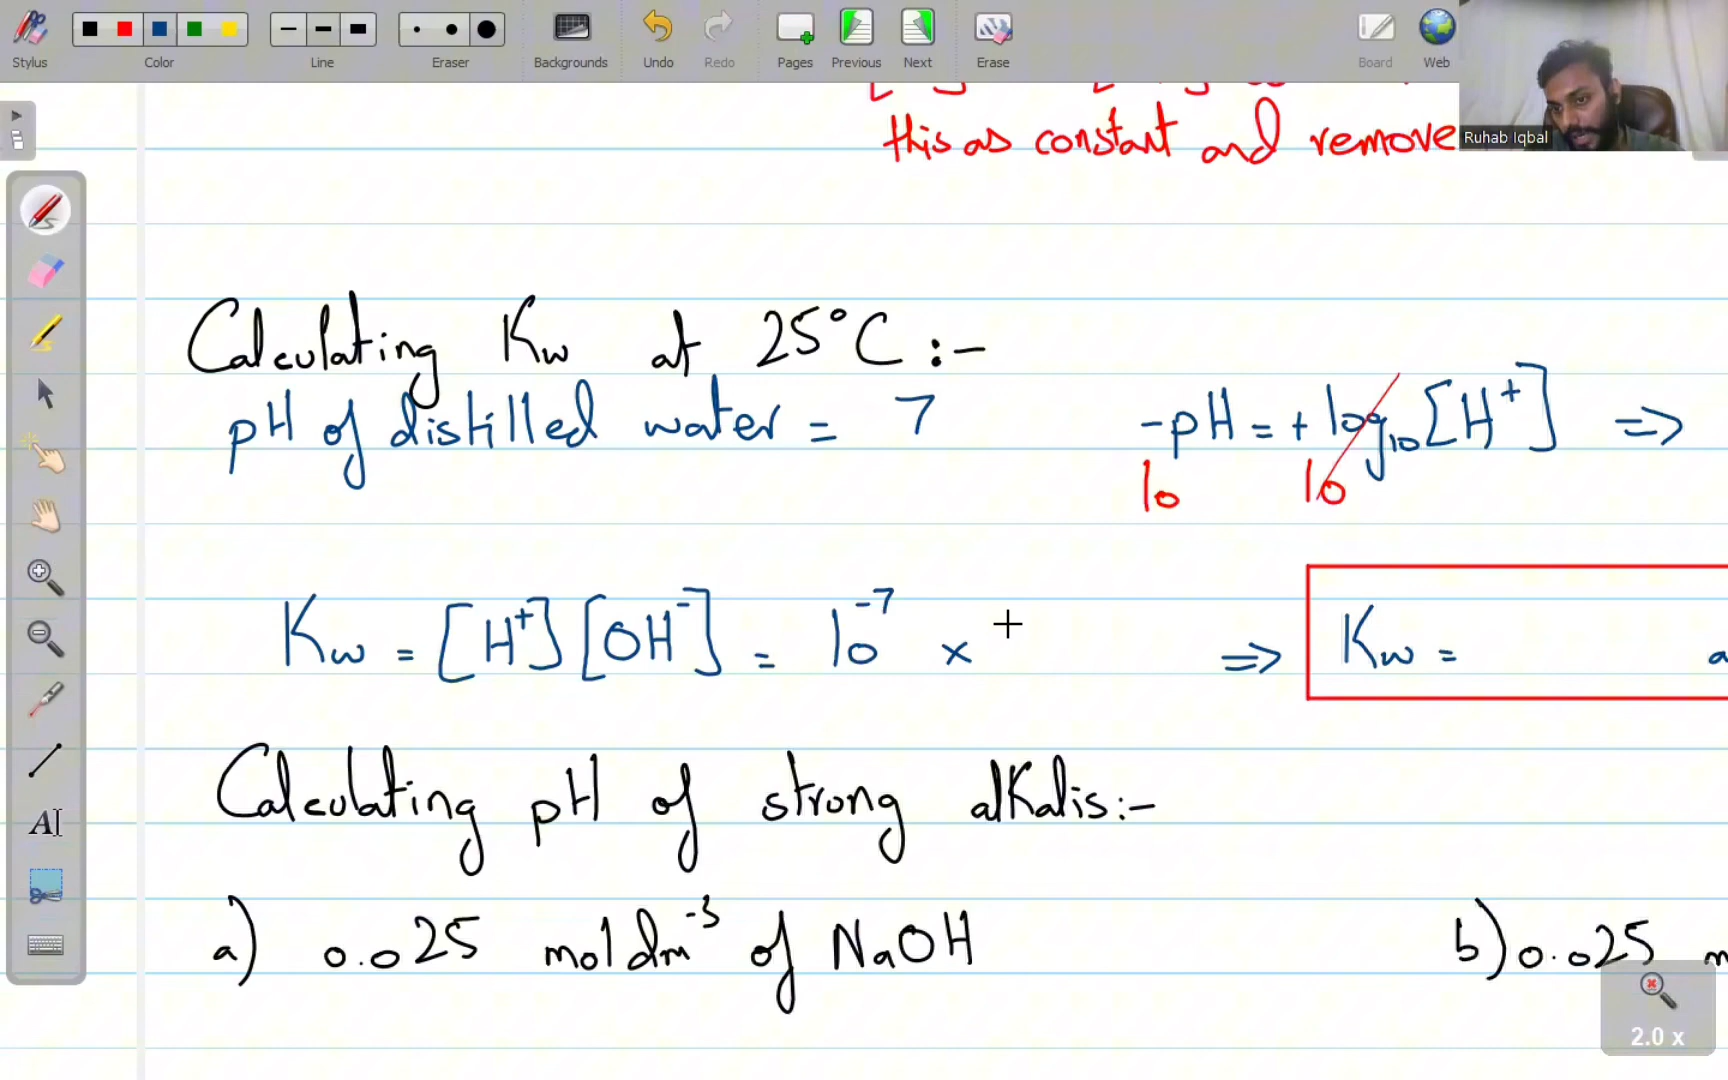 Stylus
Color
Line
Eraser
Backgrounds
Undo
Redo
Pages
Previous
Next
Erase
Board
Web
Ruhab Iqbal
this as constant and remove
Calculating Kw at 25°C :-
pH of distilled water = 7
-pH = + log₁₀ [H⁺] =>
10 10
Kw = [H⁺] [OH⁻] = 10⁻⁷ ×
=> Kw =
Calculating pH of strong alKalis:-
a) 0.025 mol dm⁻³ of NaOH
b) 0.025
2.0 x